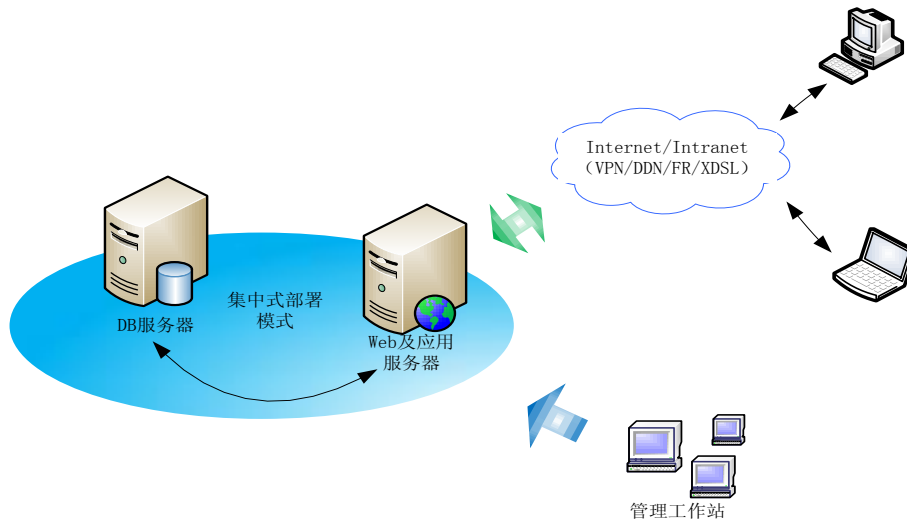 Internet/Intranet
（VPN/DDN/FR/XDSL）
集中式部署
模式
DB服务器
Web及应用
服务器
管理工作站